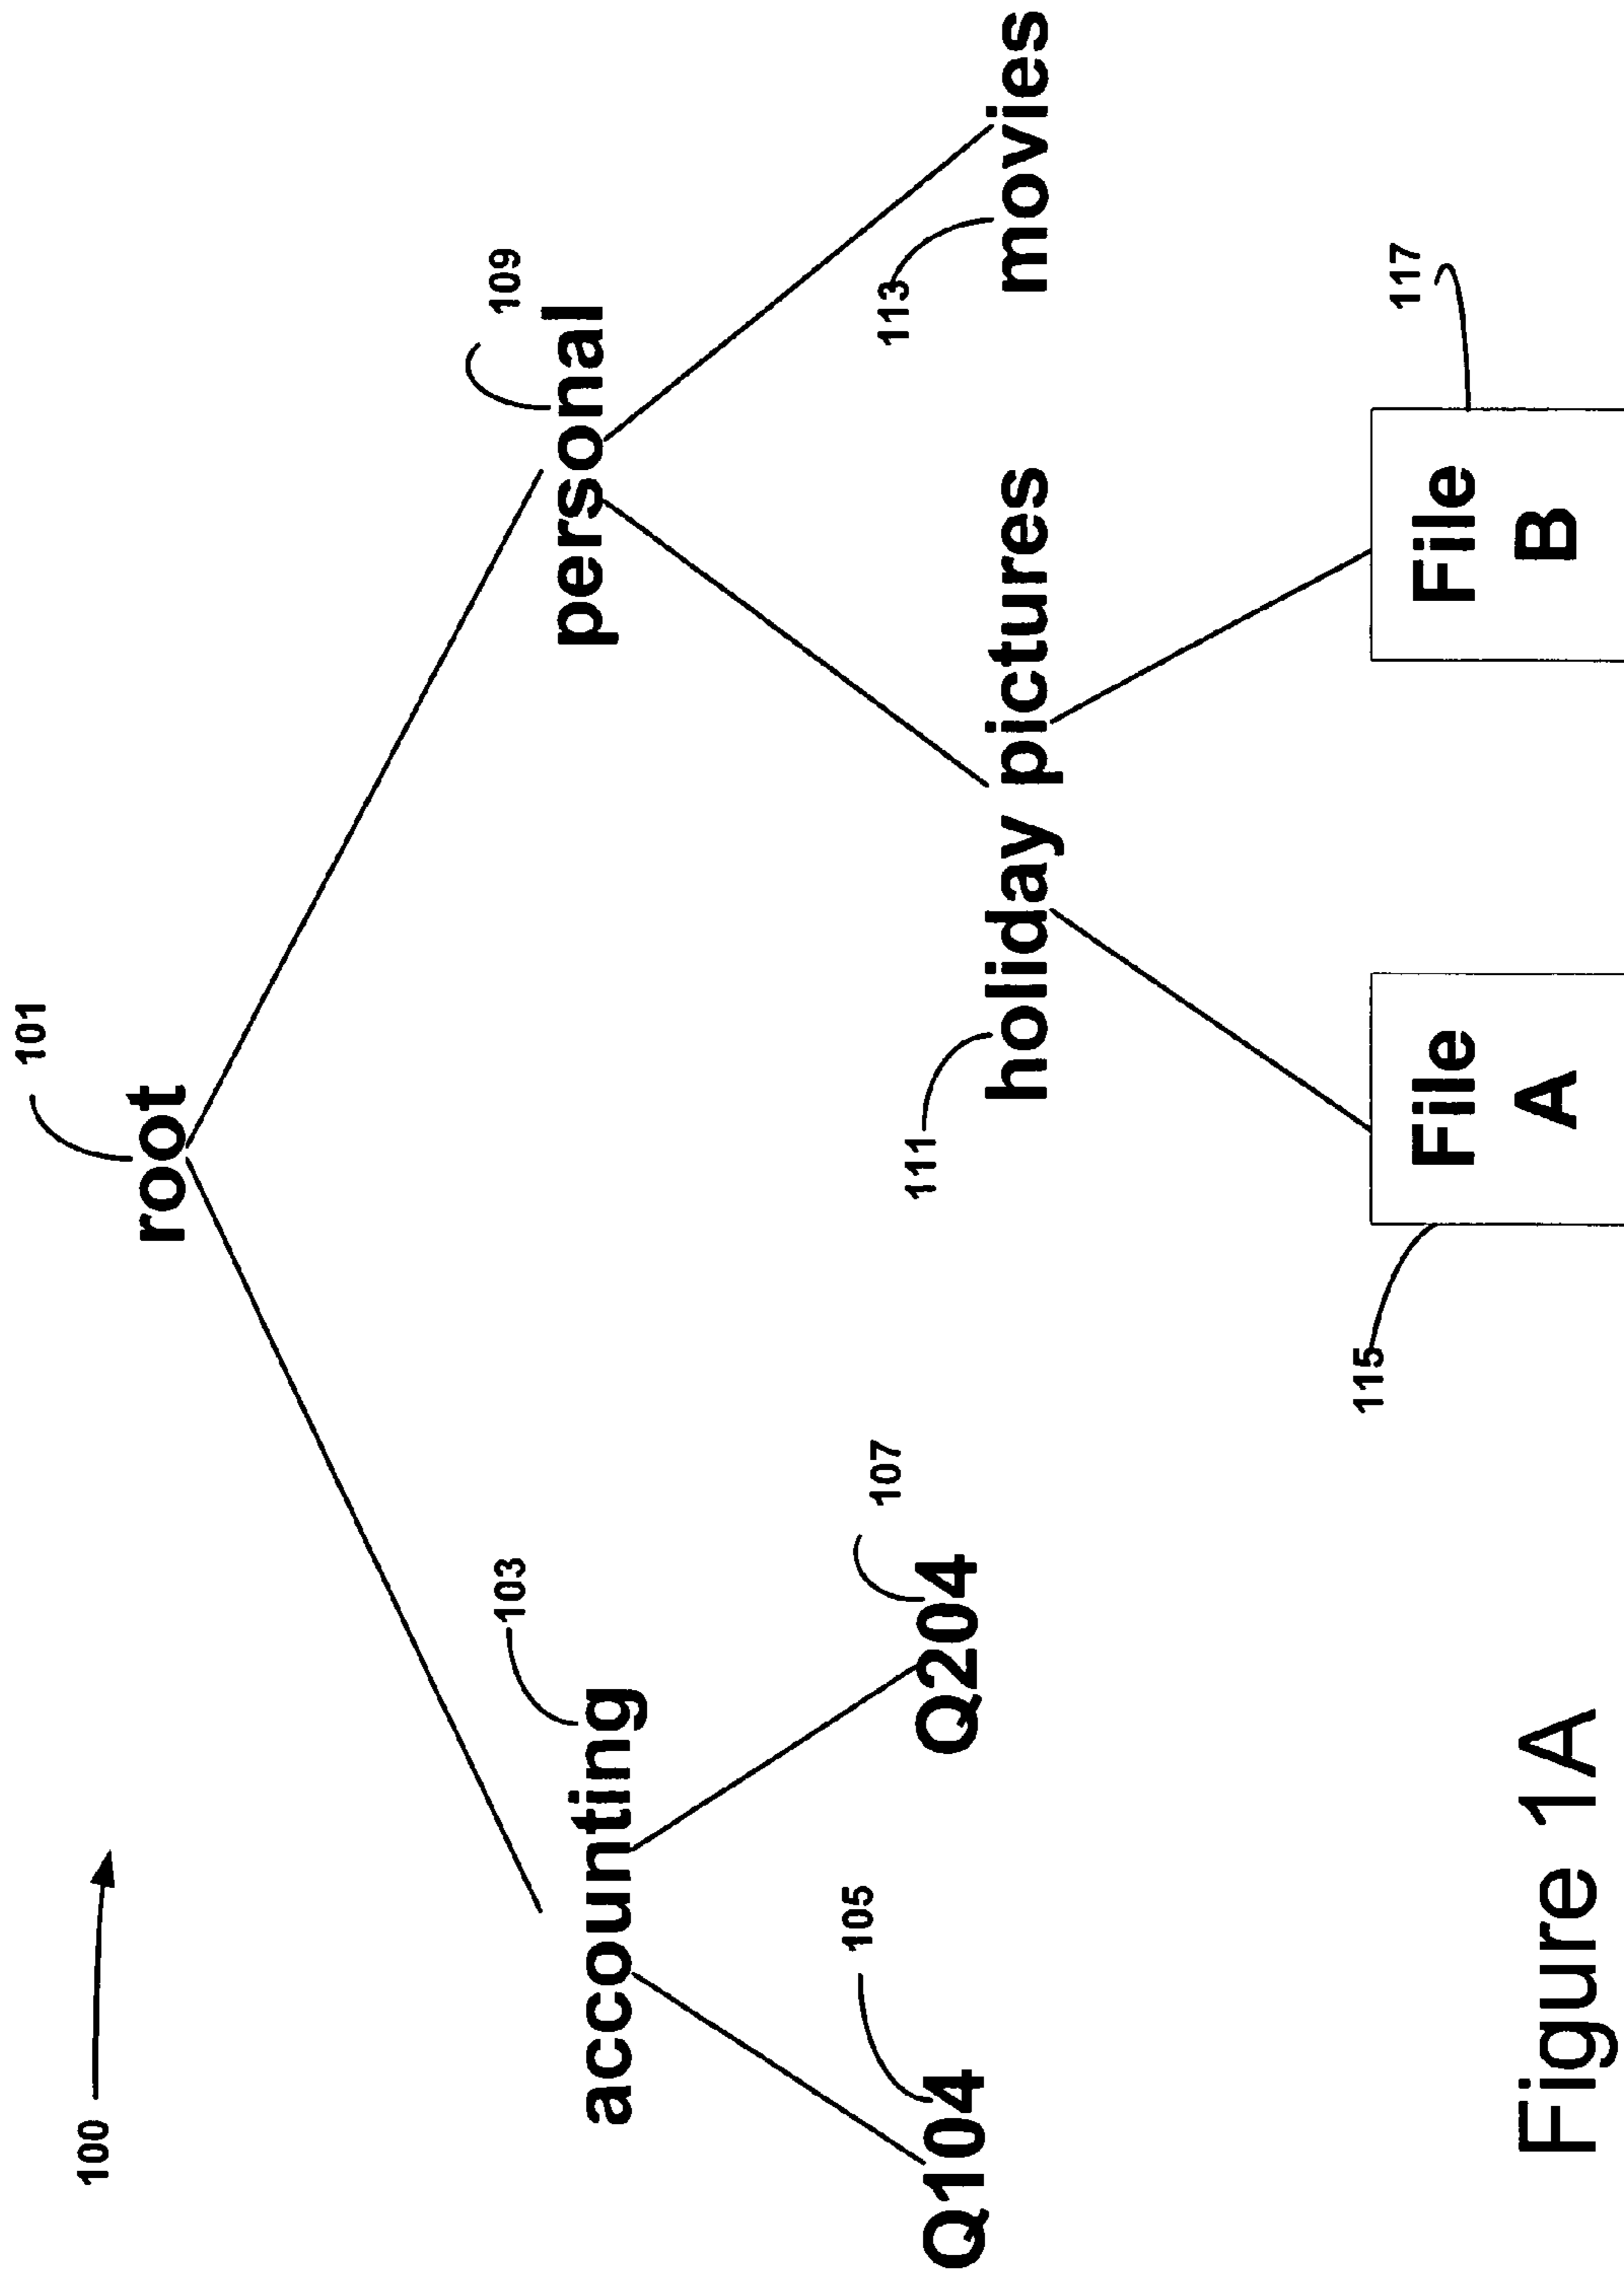 100
101
root
103
109
accounting
personal
105
107
111
113
Q104
Q204
holiday pictures
movies
115
117
File
A
File
B
Figure 1A